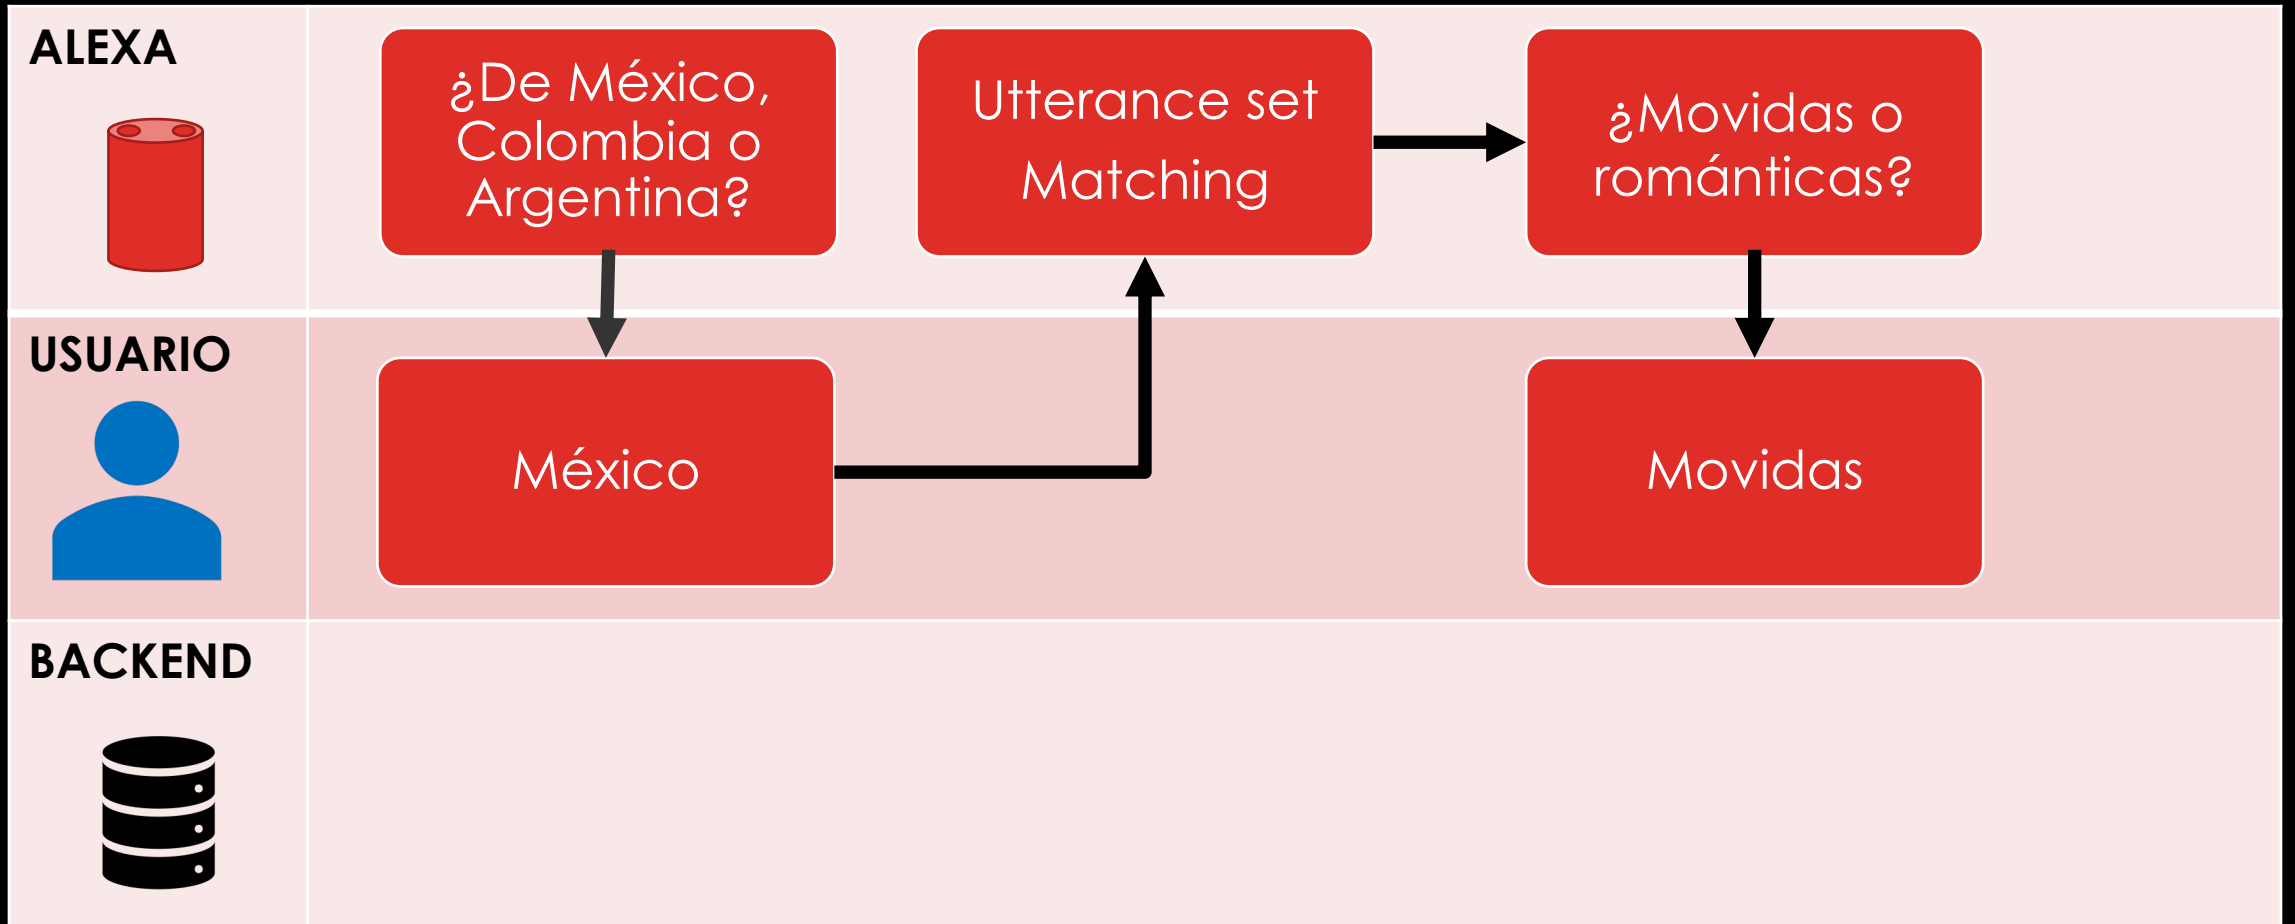 ALEXA
¿De México,
Colombia o
Argentina?
Utterance set
Matching
¿Movidas o
románticas?
USUARIO
México
Movidas
BACKEND